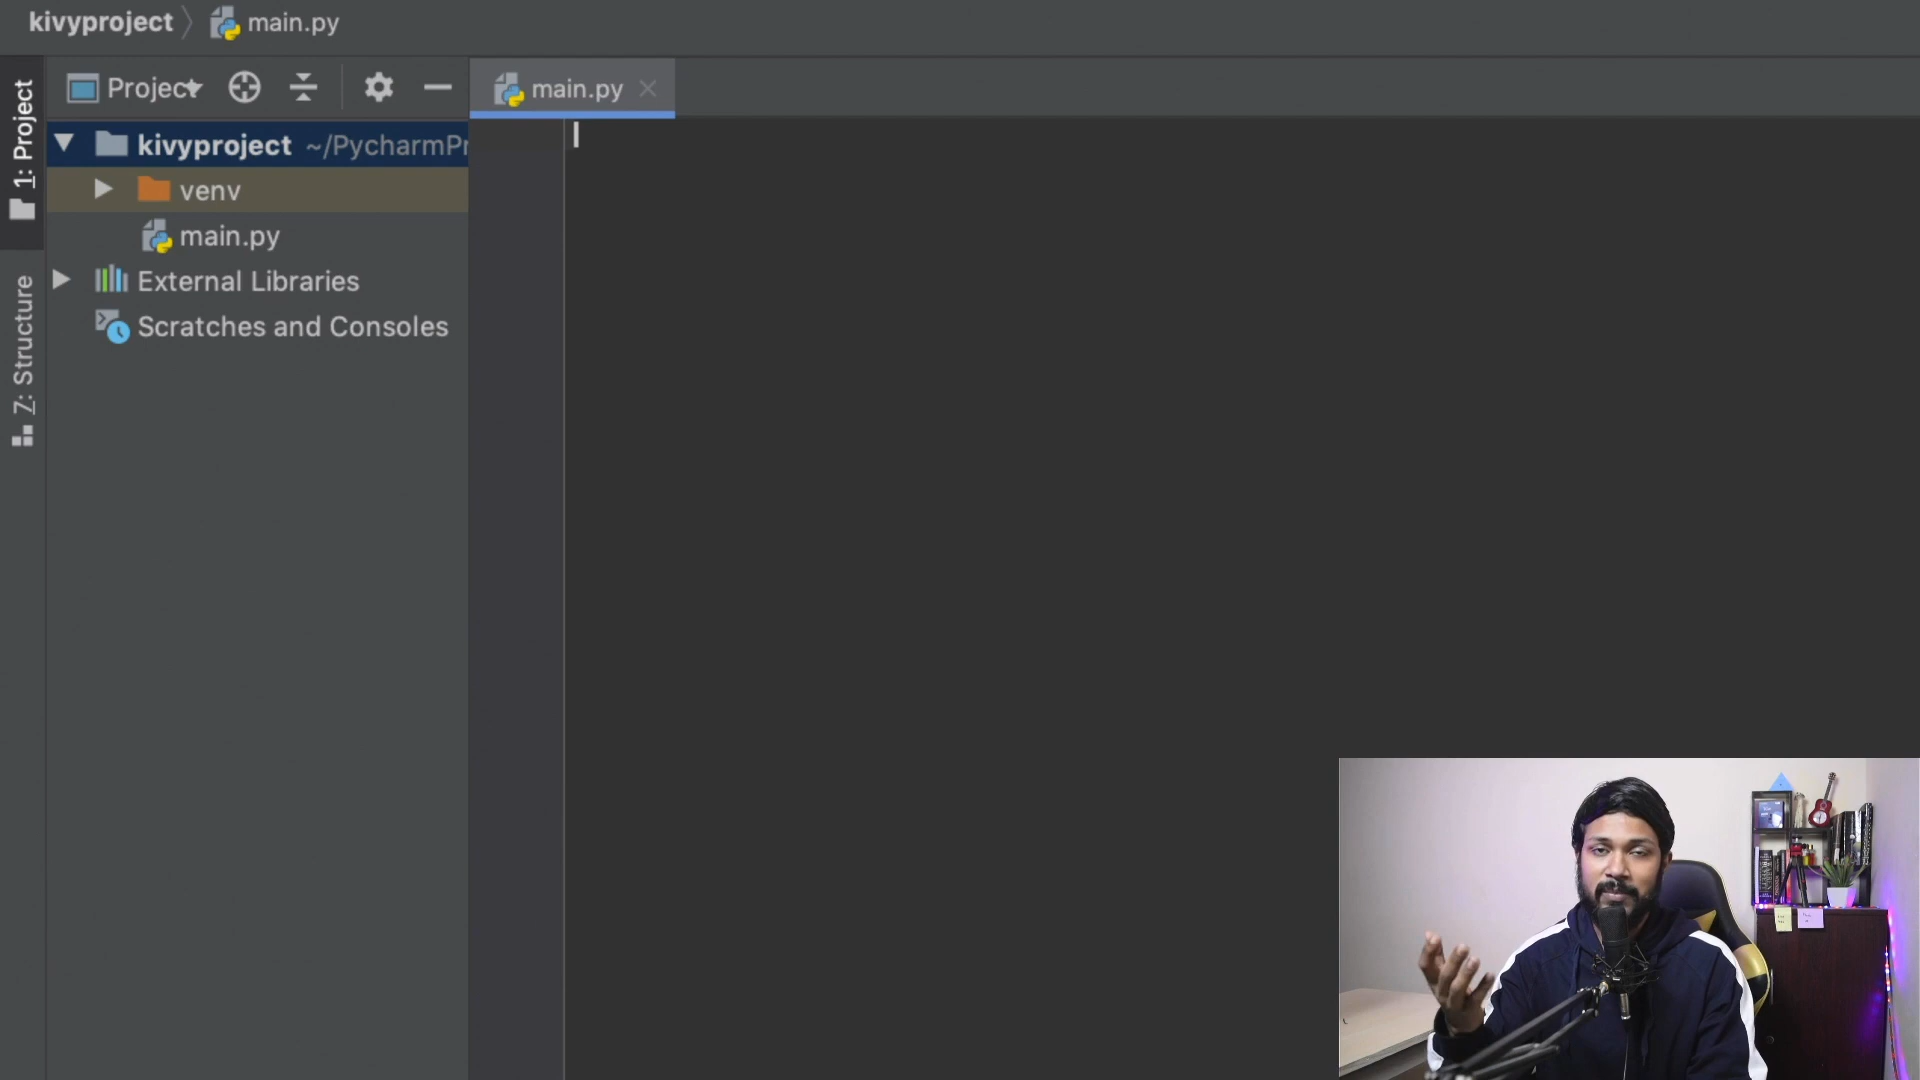 kivyproject main.py
1: Project
Project
main.py
kivyproject ~/PycharmPr
venv
main.py
External Libraries
Scratches and Consoles
Z: Structure